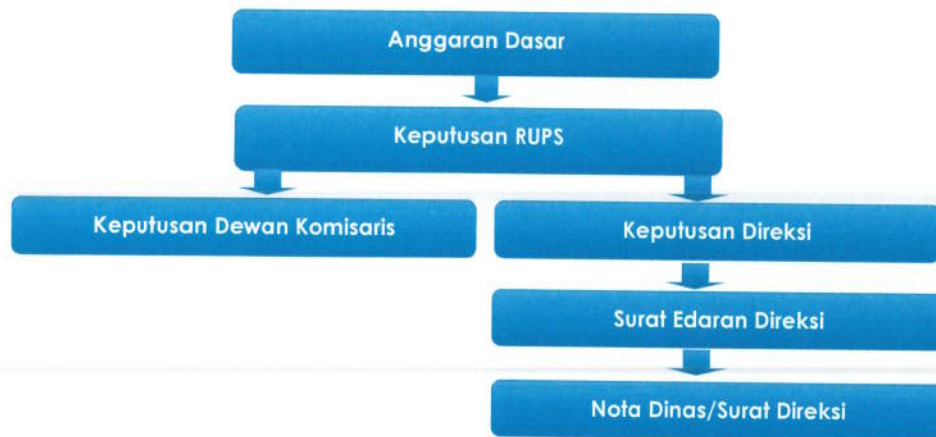 Anggaran Dasar
Keputusan RUPS
Keputusan Dewan Komisaris
Keputusan Direksi
Surat Edaran Direksi
Nota Dinas/Surat Direksi